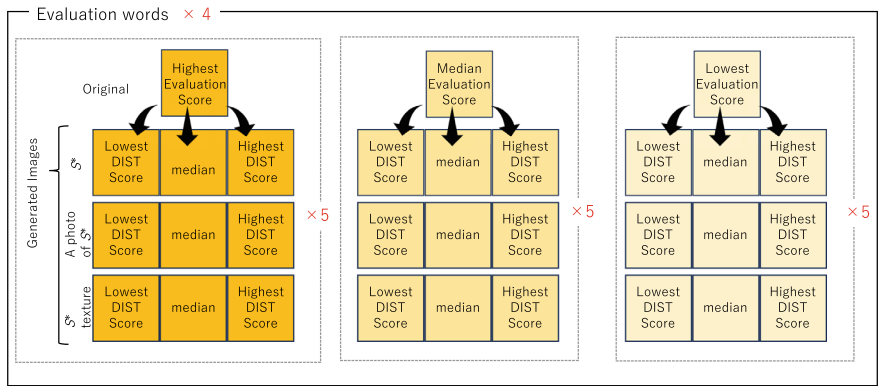 Evaluation words × 4
Original
Highest
Evaluation
Score
Median
Evaluation
Score
Lowest
Evaluation
Score
Generated Images
S*
Lowest
DIST
Score
median
Highest
DIST
Score
Lowest
DIST
Score
median
Highest
DIST
Score
Lowest
DIST
Score
median
Highest
DIST
Score
A photo
of S*
Lowest
DIST
Score
median
Highest
DIST
Score
× 5
Lowest
DIST
Score
median
Highest
DIST
Score
× 5
Lowest
DIST
Score
median
Highest
DIST
Score
× 5
S*
texture
Lowest
DIST
Score
median
Highest
DIST
Score
Lowest
DIST
Score
median
Highest
DIST
Score
Lowest
DIST
Score
median
Highest
DIST
Score